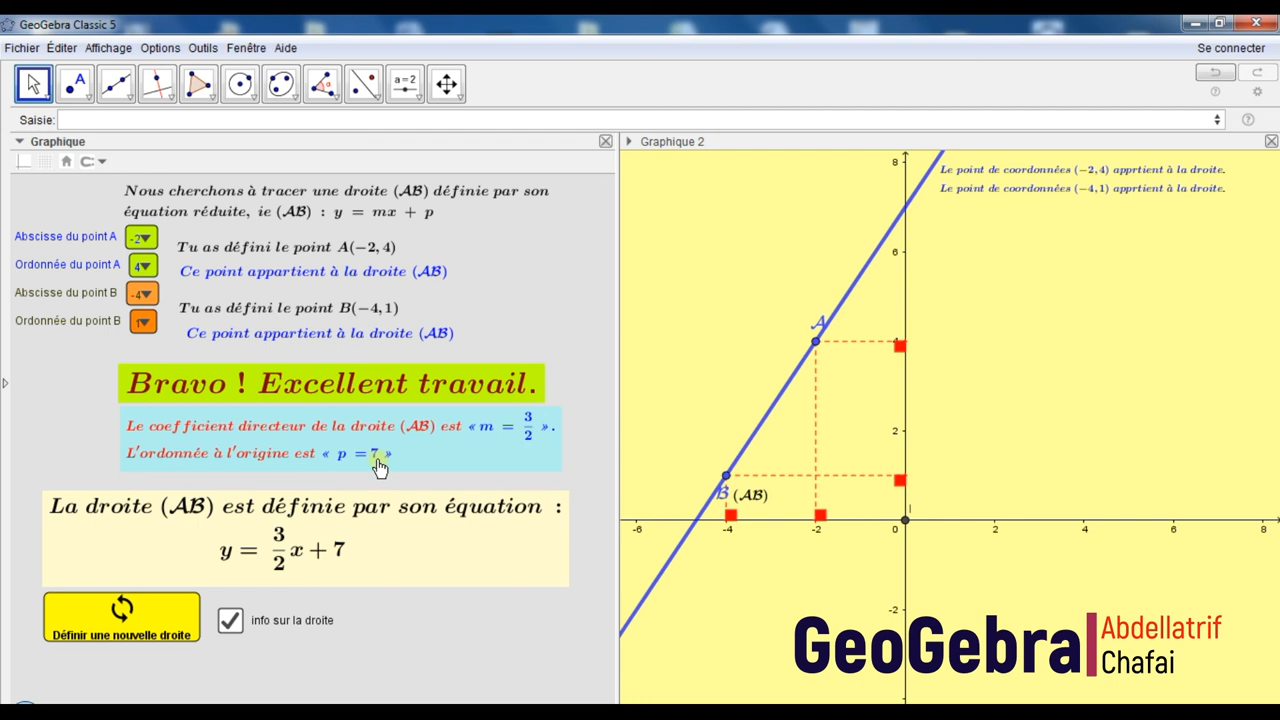 GeoGebra Classic 5
Fichier Éditer Affichage Options Outils Fenêtre Aide
Se connecter
A
a=2
Saisie:
Graphique
Graphique 2
Nous cherchons à tracer une droite (AB) définie par son
équation réduite, ie (AB) : y = mx + p
Abscisse du point A -2
Tu as défini le point A(−2, 4)
Ordonnée du point A 4
Ce point appartient à la droite (AB)
Abscisse du point B -4
Tu as défini le point B(−4, 1)
Ordonnée du point B 1
Ce point appartient à la droite (AB)
Bravo ! Excellent travail.
Le coefficient directeur de la droite (AB) est « m = 3/2 ».
L'ordonnée à l'origine est « p = 7 »
La droite (AB) est définie par son équation :
y = 3/2 x + 7
Définir une nouvelle droite
info sur la droite
Le point de coordonnées (−2, 4) apprtient à la droite.
Le point de coordonnées (−4, 1) apprtient à la droite.
8
6
A
4
2
B (AB)
-6 -4 -2 0 2 4 6 8
-2
GeoGebra
Abdellatrif
Chafai